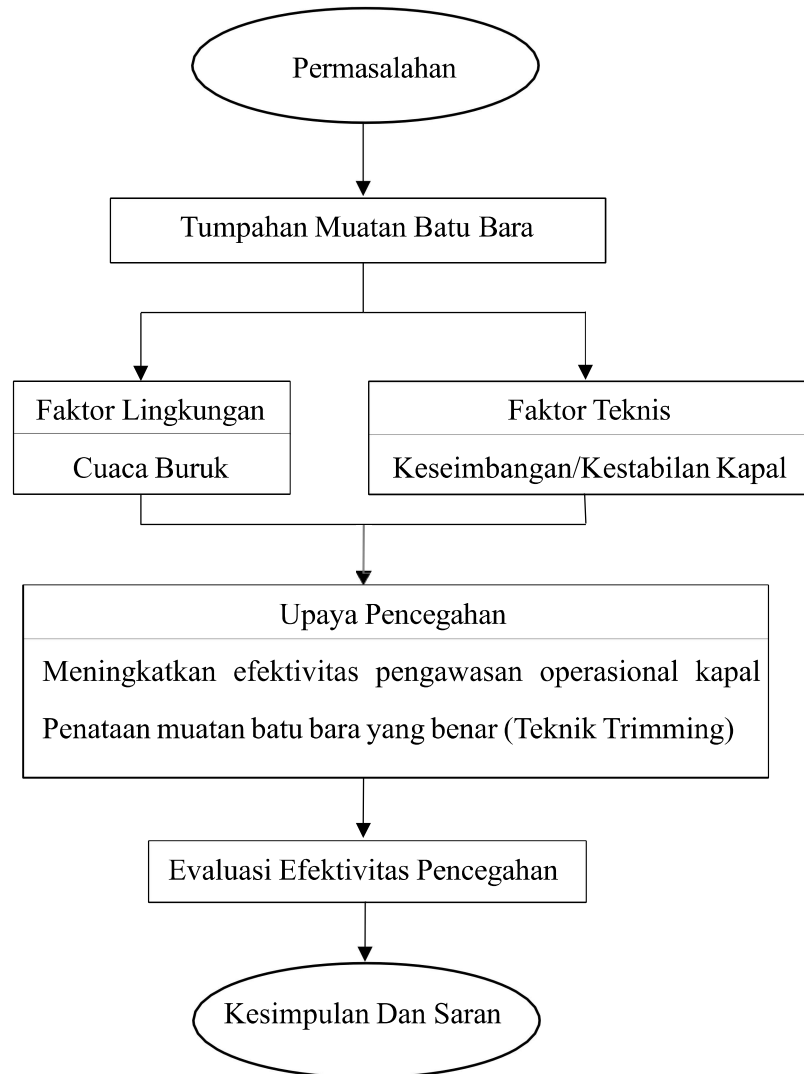 Permasalahan
Tumpahan Muatan Batu Bara
Faktor Lingkungan
Cuaca Buruk
Faktor Teknis
Keseimbangan/Kestabilan Kapal
Upaya Pencegahan
Meningkatkan efektivitas pengawasan operasional kapal
Penataan muatan batu bara yang benar (Teknik Trimming)
Evaluasi Efektivitas Pencegahan
Kesimpulan Dan Saran